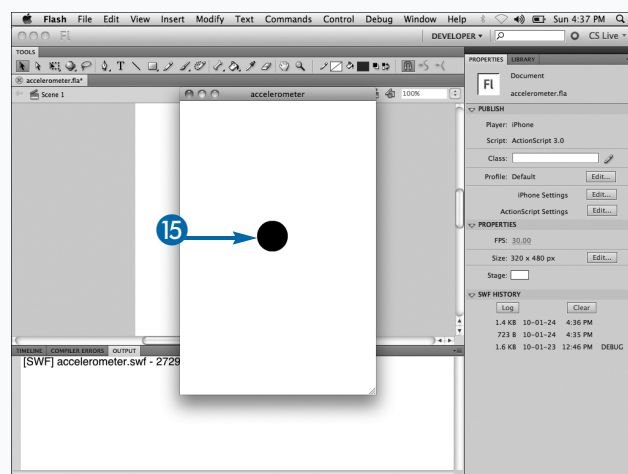 Flash File Edit View Insert Modify Text Commands Control Debug Window Help Sun 4:37 PM
Fl DEVELOPER CS Live
TOOLS
accelerometer.fla*
Scene 1
100%
accelerometer
15
TIMELINE COMPILER ERRORS OUTPUT
[SWF] accelerometer.swf - 2729
PROPERTIES LIBRARY
Fl
Document
accelerometer.fla
PUBLISH
Player: iPhone
Script: ActionScript 3.0
Class:
Profile: Default Edit...
iPhone Settings Edit...
ActionScript Settings Edit...
PROPERTIES
FPS: 30.00
Size: 320 x 480 px Edit...
Stage:
SWF HISTORY
Log Clear
1.4 KB 10-01-24 4:36 PM
723 B 10-01-24 4:35 PM
1.6 KB 10-01-23 12:46 PM DEBUG